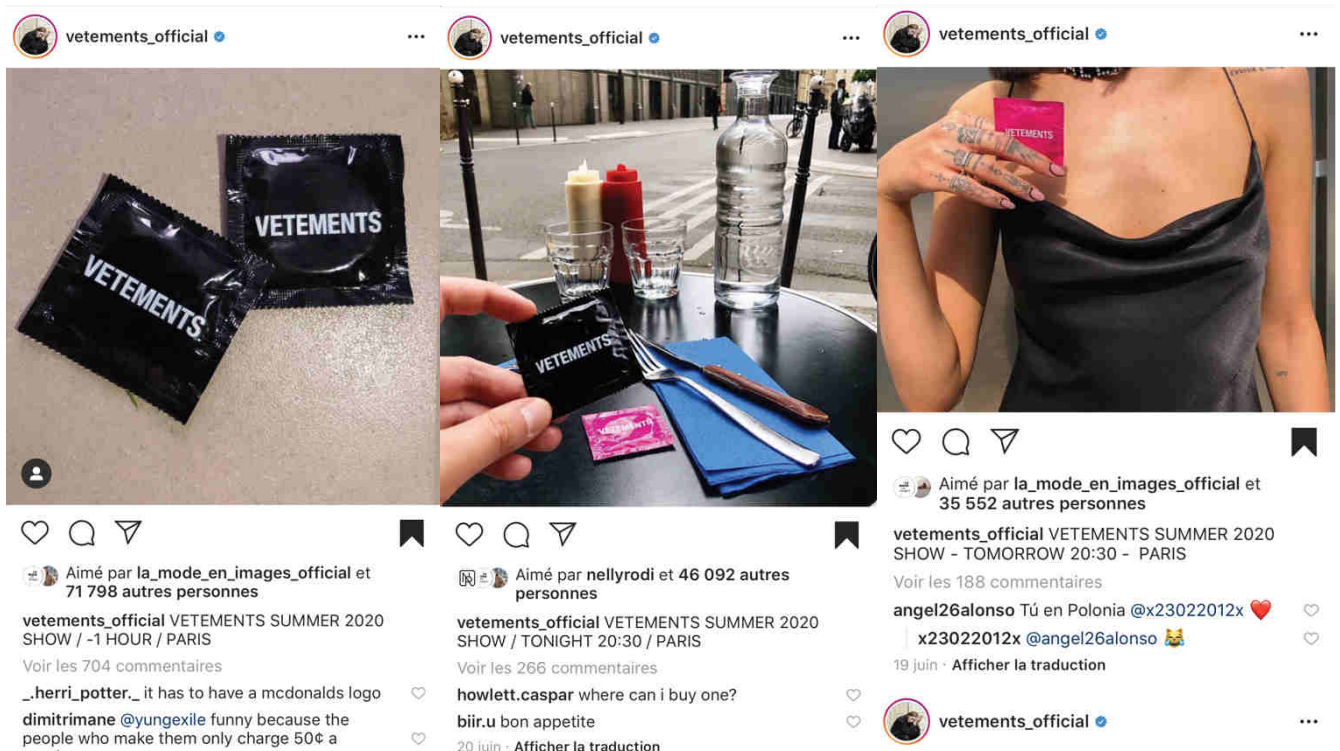 vetements_official
VETEMENTS
VETEMENTS
Aimé par la_mode_en_images_official et
71 798 autres personnes
vetements_official VETEMENTS SUMMER 2020
SHOW / -1 HOUR / PARIS
Voir les 704 commentaires
_.herri_potter._ it has to have a mcdonalds logo
dimitrimane @yungexile funny because the
people who make them only charge 50¢ a
vetements_official
VETEMENTS
VETEMENTS
Aimé par nellyrodi et 46 092 autres
personnes
vetements_official VETEMENTS SUMMER 2020
SHOW / TONIGHT 20:30 / PARIS
Voir les 266 commentaires
howlett.caspar where can i buy one?
biir.u bon appetite
20 juin · Afficher la traduction
vetements_official
VETEMENTS
Aimé par la_mode_en_images_official et
35 552 autres personnes
vetements_official VETEMENTS SUMMER 2020
SHOW - TOMORROW 20:30 - PARIS
Voir les 188 commentaires
angel26alonso Tú en Polonia @x23022012x ❤️
x23022012x @angel26alonso 😹
19 juin · Afficher la traduction
vetements_official